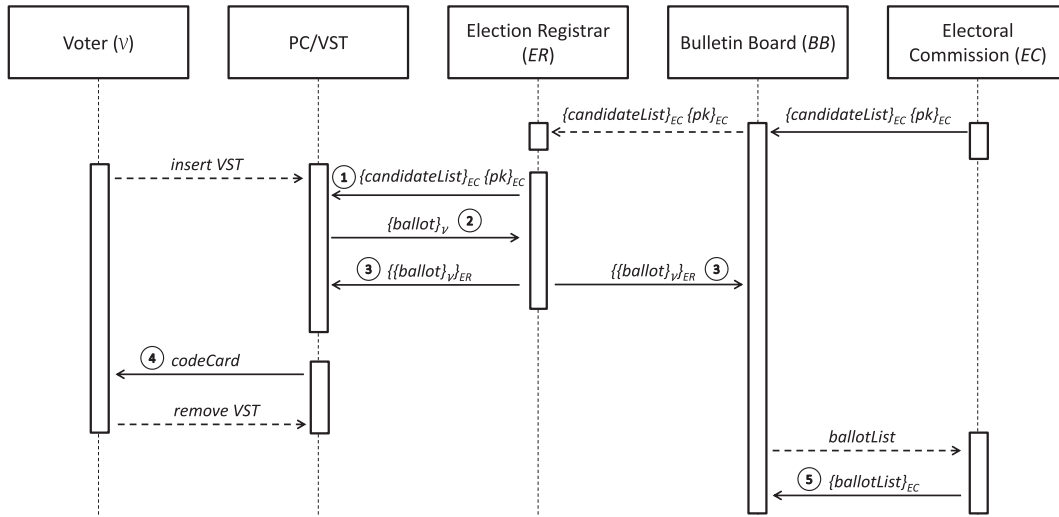 Voter (𝒱)
PC/VST
Election Registrar
(ER)
Bulletin Board (BB)
Electoral
Commission (EC)
{candidateList}EC {pk}EC
{candidateList}EC {pk}EC
insert VST
1 {candidateList}EC {pk}EC
{ballot}𝒱 2
3 {{ballot}𝒱}ER
{{ballot}𝒱}ER 3
4 codeCard
remove VST
ballotList
5 {ballotList}EC